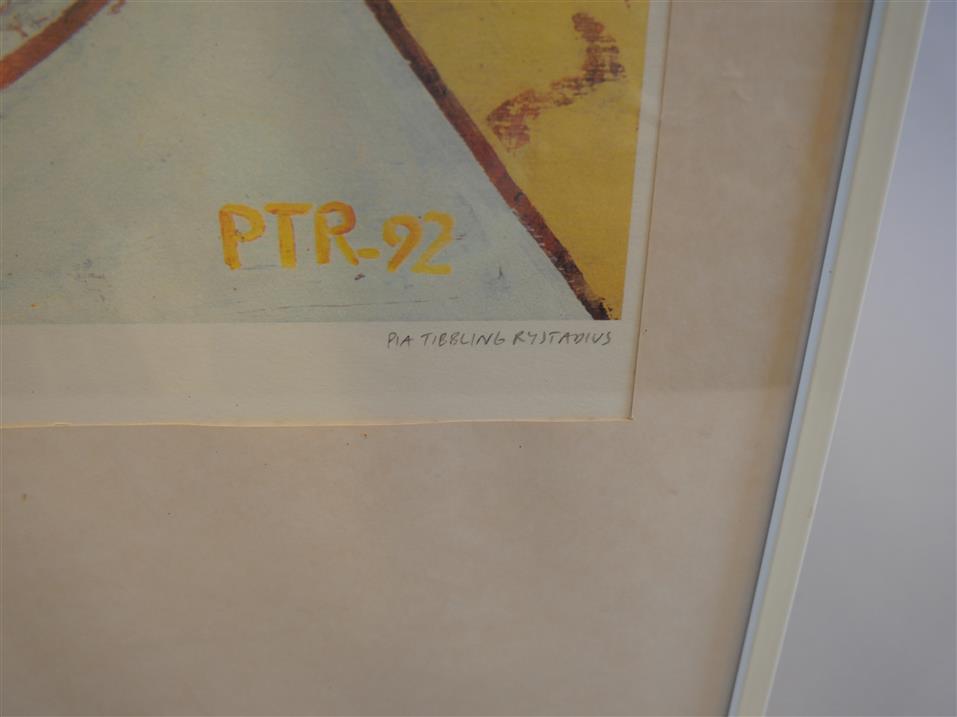 PTR-92
PIA TIBBLING RYSTADIUS